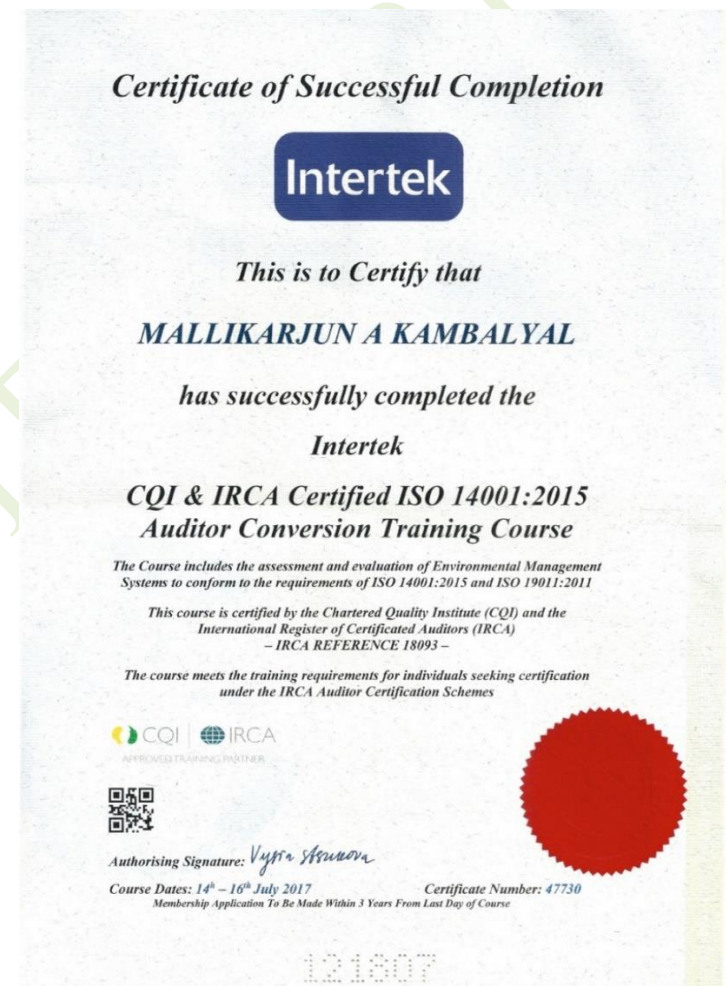 Certificate of Successful Completion
Intertek
This is to Certify that
MALLIKARJUN A KAMBALYAL
has successfully completed the
Intertek
CQI & IRCA Certified ISO 14001:2015
Auditor Conversion Training Course
The Course includes the assessment and evaluation of Environmental Management
Systems to conform to the requirements of ISO 14001:2015 and ISO 19011:2011
This course is certified by the Chartered Quality Institute (CQI) and the
International Register of Certificated Auditors (IRCA)
– IRCA REFERENCE 18093 –
The course meets the training requirements for individuals seeking certification
under the IRCA Auditor Certification Schemes
CQI IRCA
APPROVED TRAINING PARTNER
Authorising Signature:
Course Dates: 14th – 16th July 2017 Certificate Number: 47730
Membership Application To Be Made Within 3 Years From Last Day of Course
121807